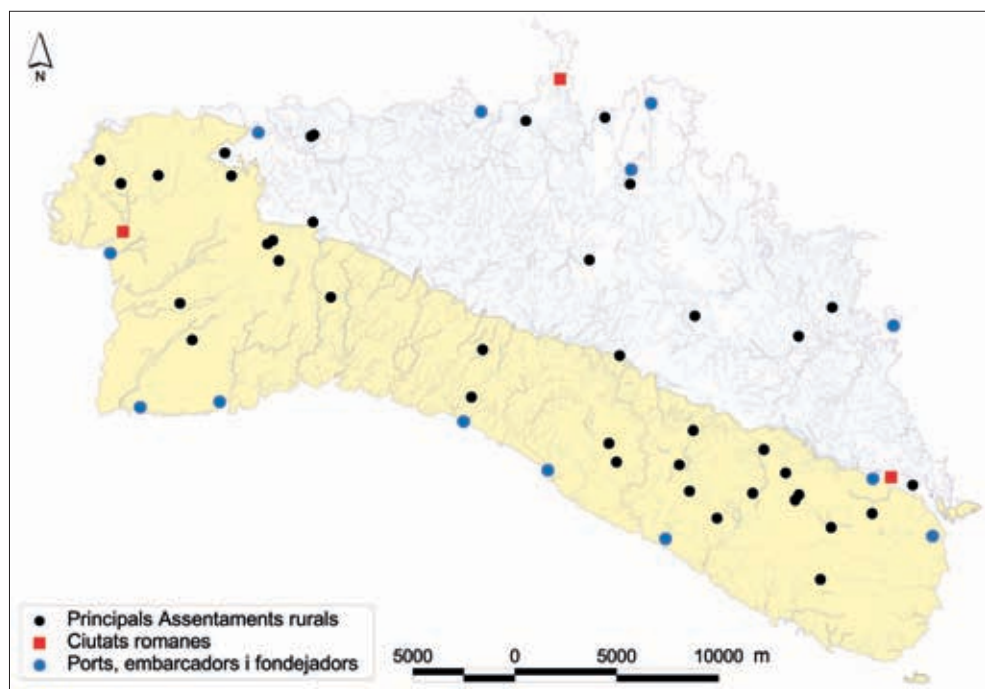 N
Principals Assentaments rurals
Ciutats romanes
Ports, embarcadors i fondejadors
5000 0 5000 10000 m